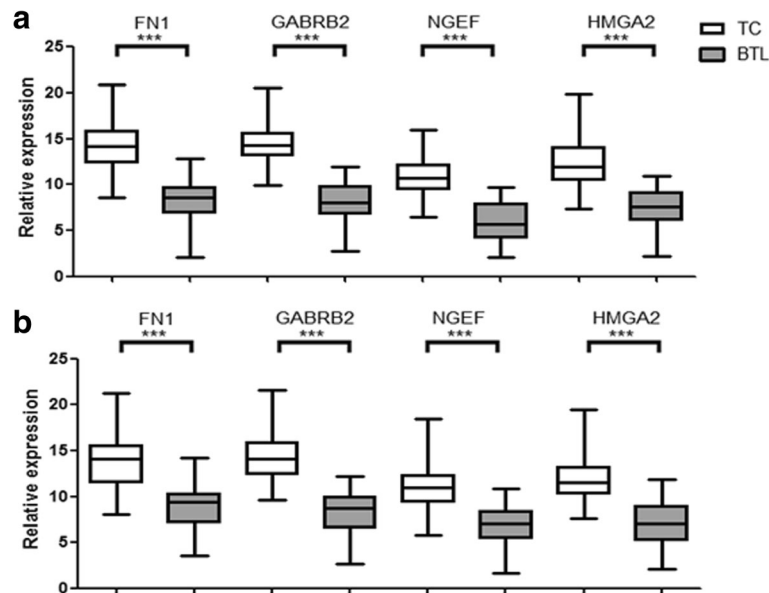 a
FN1 GABRB2 NGEF HMGA2
*** *** *** ***
TC
BTL
Relative expression
25
20
15
10
5
0
b
FN1 GABRB2 NGEF HMGA2
*** *** *** ***
Relative expression
25
20
15
10
5
0